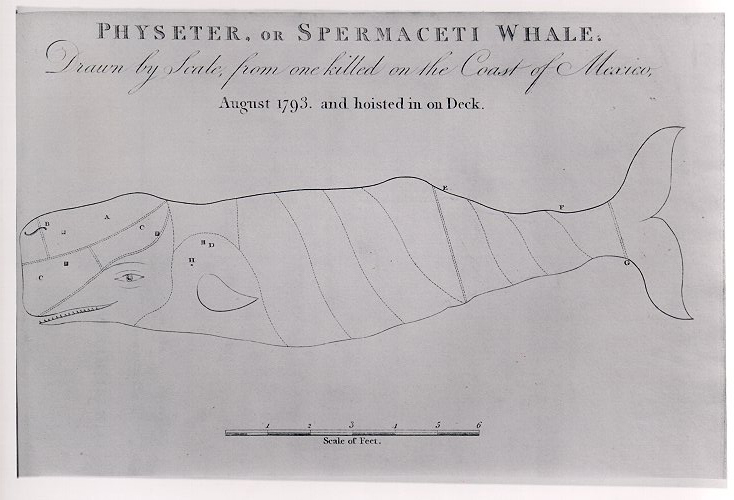 PHYSETER, OR SPERMACETI WHALE.
Drawn by Scale, from one killed on the Coast of Mexico,
August 1793. and hoisted in on Deck.
E
F
B
A
C
B
D
C
H
G
1 2 3 4 5 6
Scale of Feet.